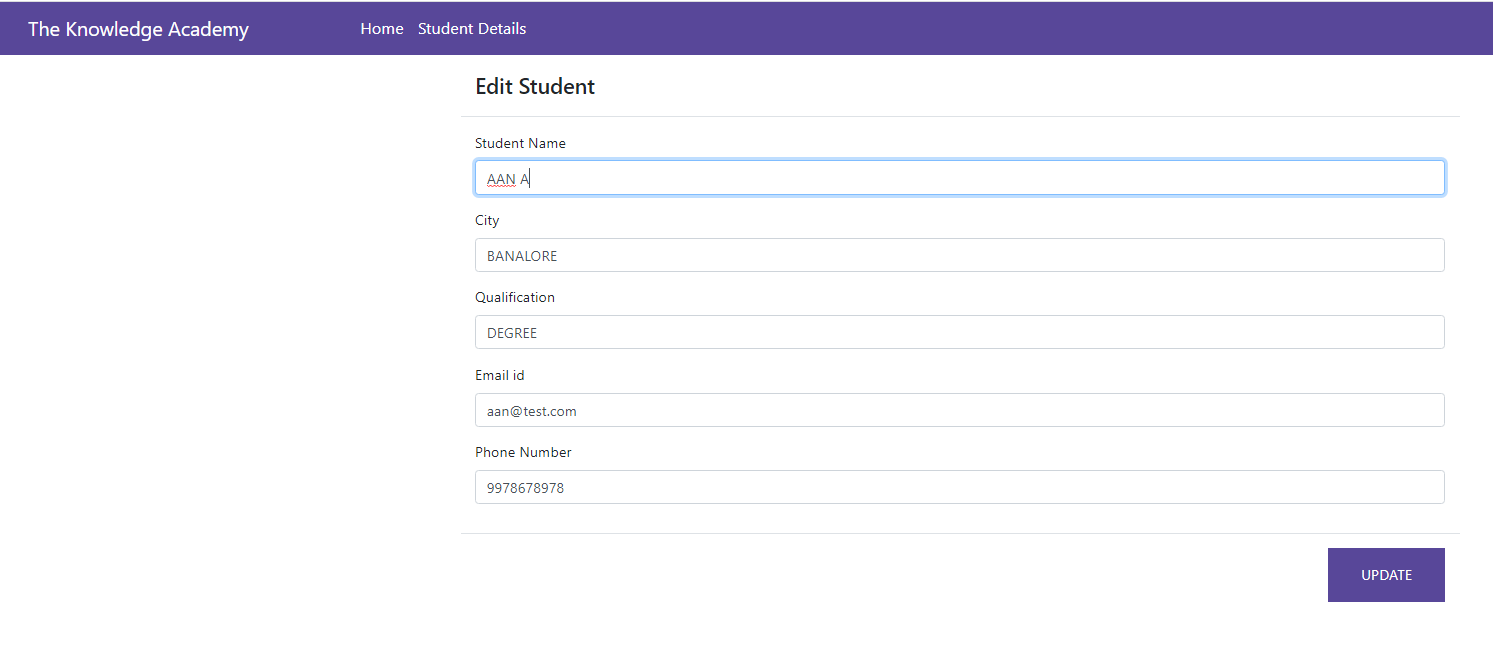 The Knowledge Academy Home Student Details
Edit Student
Student Name
AAN A
City
BANALORE
Qualification
DEGREE
Email id
aan@test.com
Phone Number
9978678978
UPDATE